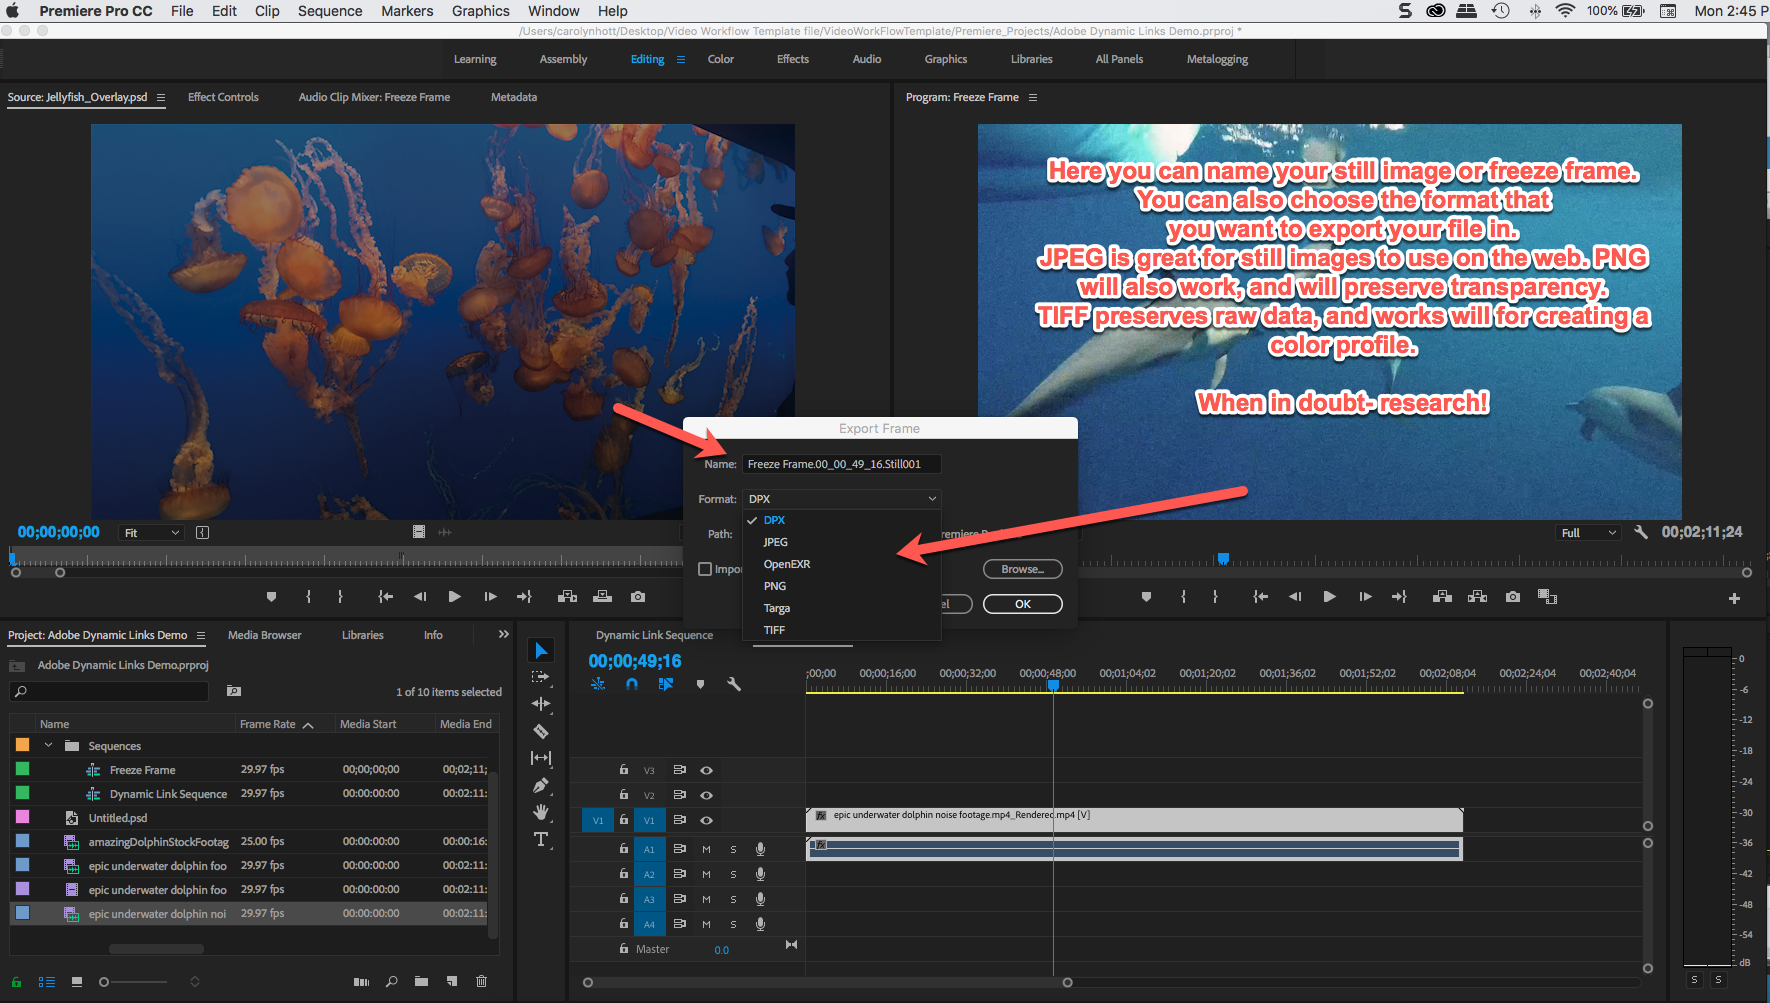 Premiere Pro CC File Edit Clip Sequence Markers Graphics Window Help 100% Mon 2:45 P
/Users/carolynhott/Desktop/Video Workflow Template file/VideoWorkFlowTemplate/Premiere_Projects/Adobe Dynamic Links Demo.prproj *
Learning Assembly Editing Color Effects Audio Graphics Libraries All Panels Metalogging
Source: Jellyfish_Overlay.psd Effect Controls Audio Clip Mixer: Freeze Frame Metadata
Program: Freeze Frame
Here you can name your still image or freeze frame.
You can also choose the format that
you want to export your file in.
JPEG is great for still images to use on the web. PNG
will also work, and will preserve transparency.
TIFF preserves raw data, and works will for creating a
color profile.
When in doubt- research!
Export Frame
Name: Freeze Frame.00_00_49_16.Still001
Format: DPX
DPX
JPEG
OpenEXR
PNG
Targa
TIFF
Path:
Impor
Browse...
el OK
00;00;00;00 Fit
Full 00;02;11;24
Project: Adobe Dynamic Links Demo Media Browser Libraries Info
Adobe Dynamic Links Demo.prproj
1 of 10 items selected
Name Frame Rate Media Start Media End
Sequences
Freeze Frame 29.97 fps 00;00;00;00 00;02;11;
Dynamic Link Sequence 29.97 fps 00:00:00:00 00:02:11:
Untitled.psd
amazingDolphinStockFootag 25.00 fps 00:00:00:00 00:00:16:
epic underwater dolphin foo 29.97 fps 00:00:00:00 00:02:11:
epic underwater dolphin foo 29.97 fps 00:00:00:00 00:02:11:
epic underwater dolphin noi 29.97 fps 00:00:00:00 00:02:11:
Dynamic Link Sequence
00;00;49;16
;00;00 00;00;16;00 00;00;32;00 00;00;48;00 00;01;04;02 00;01;20;02 00;01;36;02 00;01;52;02 00;02;08;04 00;02;24;04 00;02;40;04
V3
V2
V1 V1
fx epic underwater dolphin noise footage.mp4_Rendered.mp4 [V]
A1 M S
fx
A2 M S
A3 M S
A4 M S
Master 0.0
0
-6
-12
-18
-24
-30
-36
-42
-48
-54
dB
S S